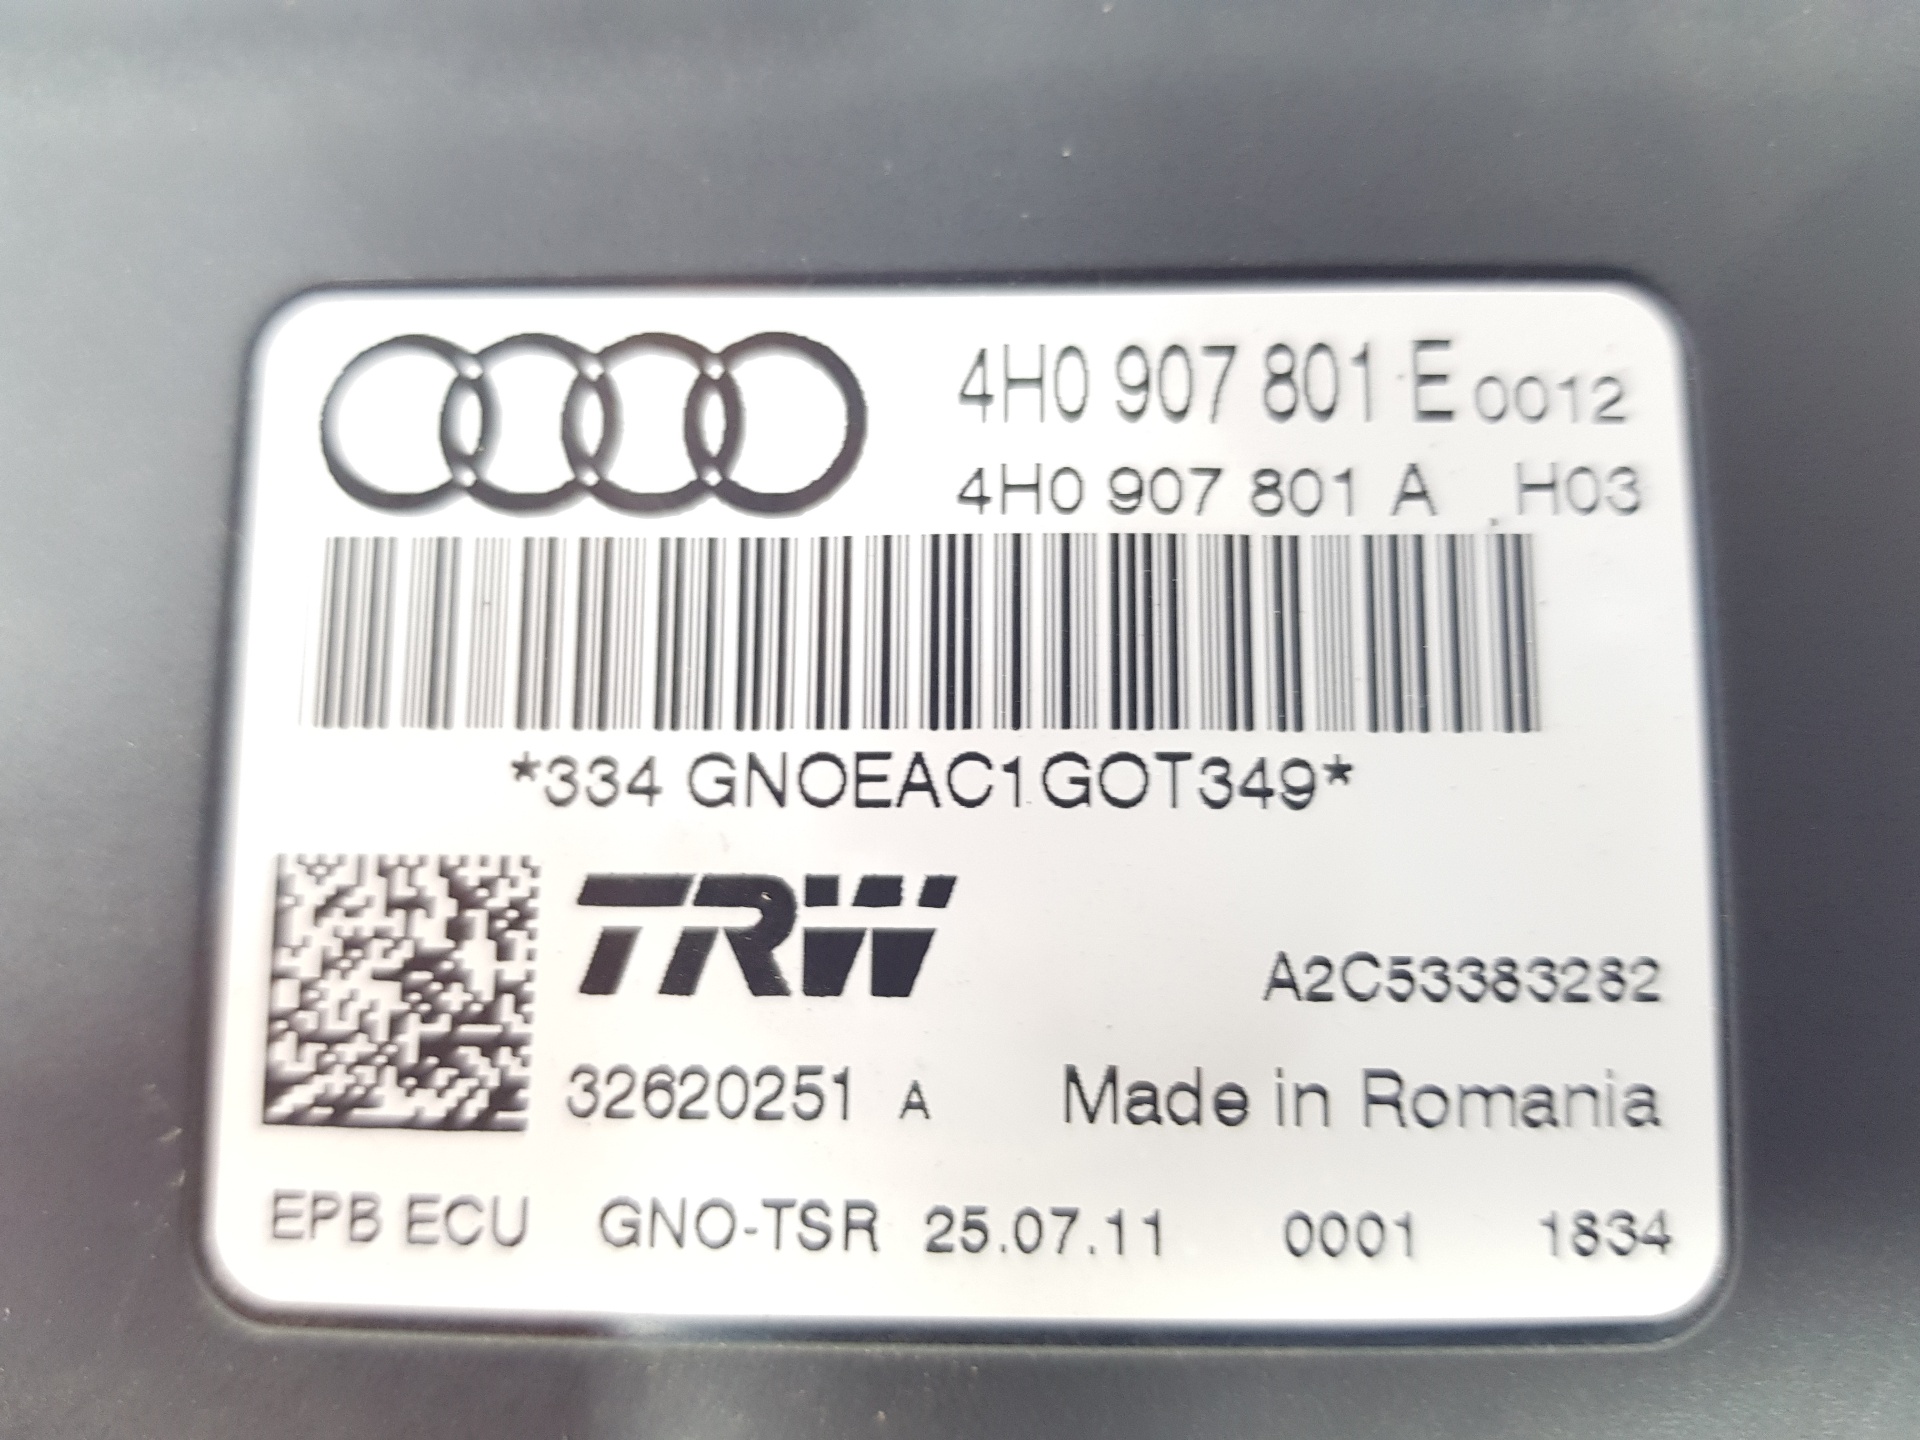 4H0 907 801 E 0012
4H0 907 801 A H03
*334 GNOEAC1GOT349*
TRW
A2C53383282
32620251 A Made in Romania
EPB ECU GNO-TSR 25.07.11 0001 1834